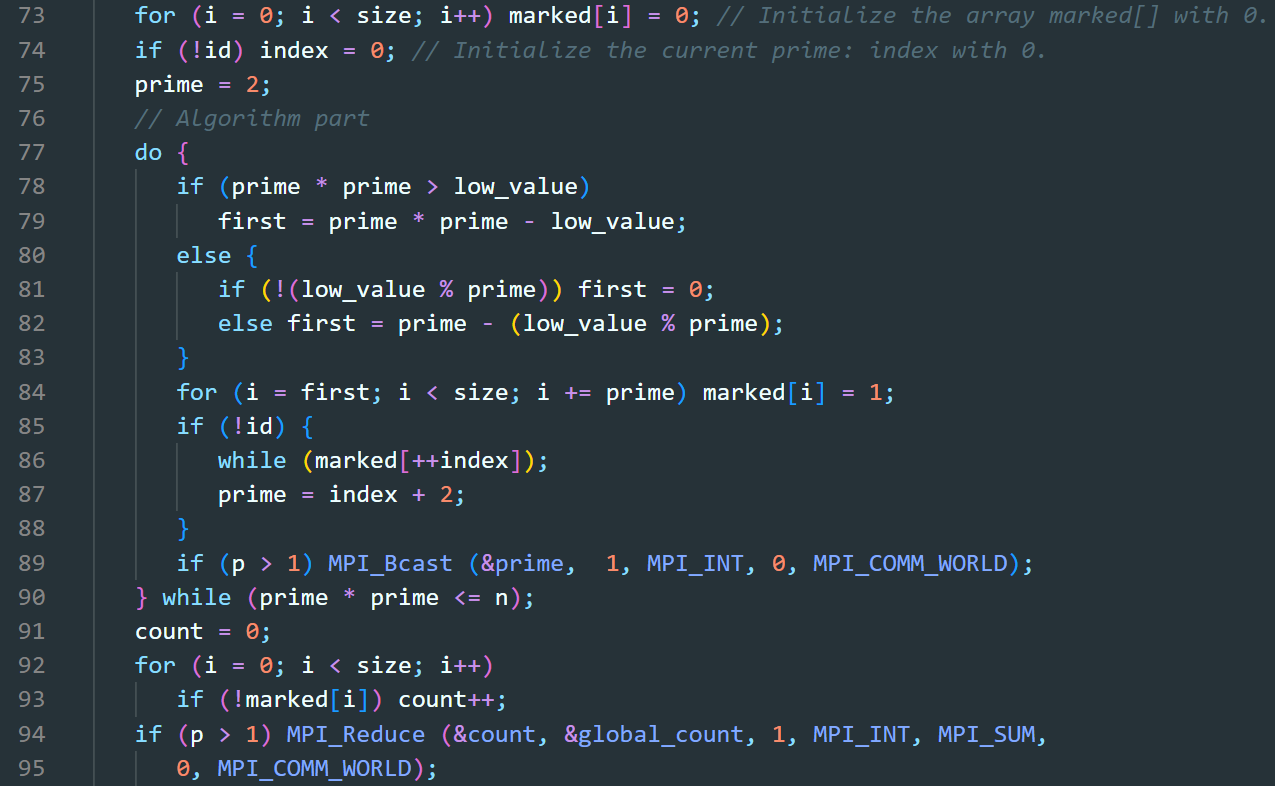 73 for (i = 0; i < size; i++) marked[i] = 0; // Initialize the array marked[] with 0.
74 if (!id) index = 0; // Initialize the current prime: index with 0.
75 prime = 2;
76 // Algorithm part
77 do {
78 if (prime * prime > low_value)
79 first = prime * prime - low_value;
80 else {
81 if (!(low_value % prime)) first = 0;
82 else first = prime - (low_value % prime);
83 }
84 for (i = first; i < size; i += prime) marked[i] = 1;
85 if (!id) {
86 while (marked[++index]);
87 prime = index + 2;
88 }
89 if (p > 1) MPI_Bcast (&prime,  1, MPI_INT, 0, MPI_COMM_WORLD);
90 } while (prime * prime <= n);
91 count = 0;
92 for (i = 0; i < size; i++)
93 if (!marked[i]) count++;
94 if (p > 1) MPI_Reduce (&count, &global_count, 1, MPI_INT, MPI_SUM,
95 0, MPI_COMM_WORLD);